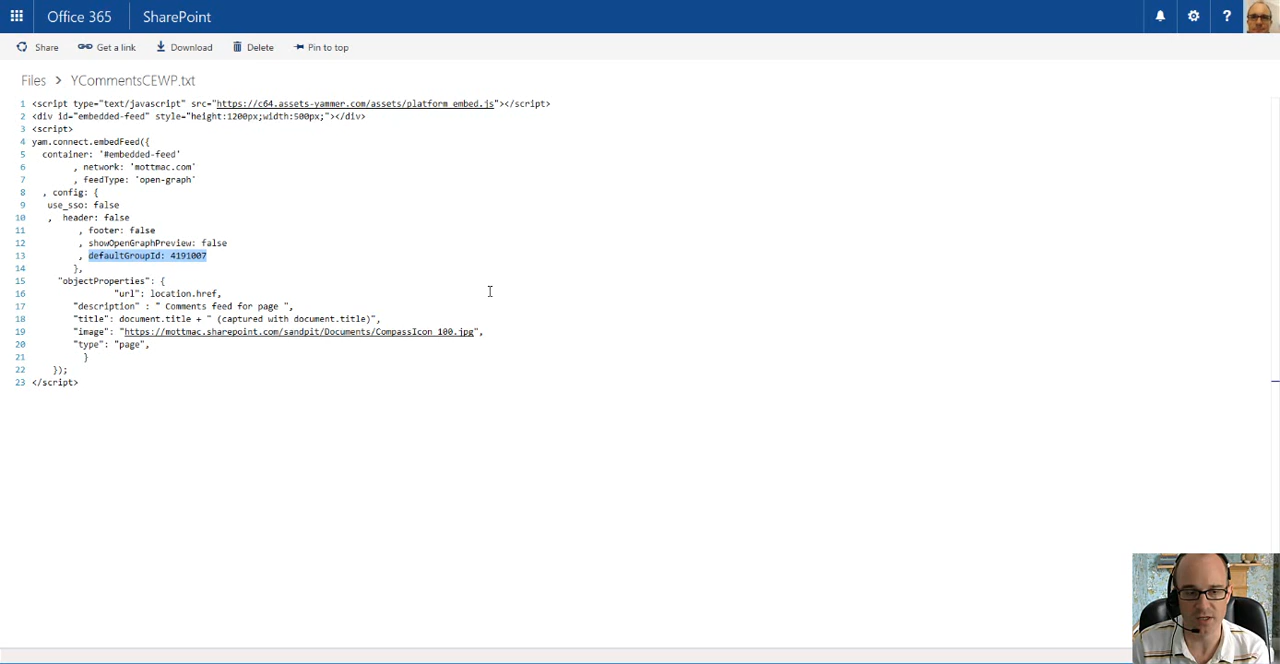 Office 365 SharePoint ?
Share Get a link Download Delete Pin to top
Files > YCommentsCEWP.txt
1 <script type="text/javascript" src="https://c64.assets-yammer.com/assets/platform_embed.js"></script>
2 <div id="embedded-feed" style="height:1200px;width:500px;"></div>
3 <script>
4 yam.connect.embedFeed({
5 container: '#embedded-feed'
6 , network: 'mottmac.com'
7 , feedType: 'open-graph'
8 , config: {
9 use_sso: false
10 , header: false
11 , footer: false
12 , showOpenGraphPreview: false
13 , defaultGroupId: 4191007
14 },
15 "objectProperties": {
16 "url": location.href,
17 "description" : " Comments feed for page ",
18 "title": document.title + " (captured with document.title)",
19 "image": "https://mottmac.sharepoint.com/sandpit/Documents/CompassIcon_100.jpg",
20 "type": "page",
21 }
22 });
23 </script>